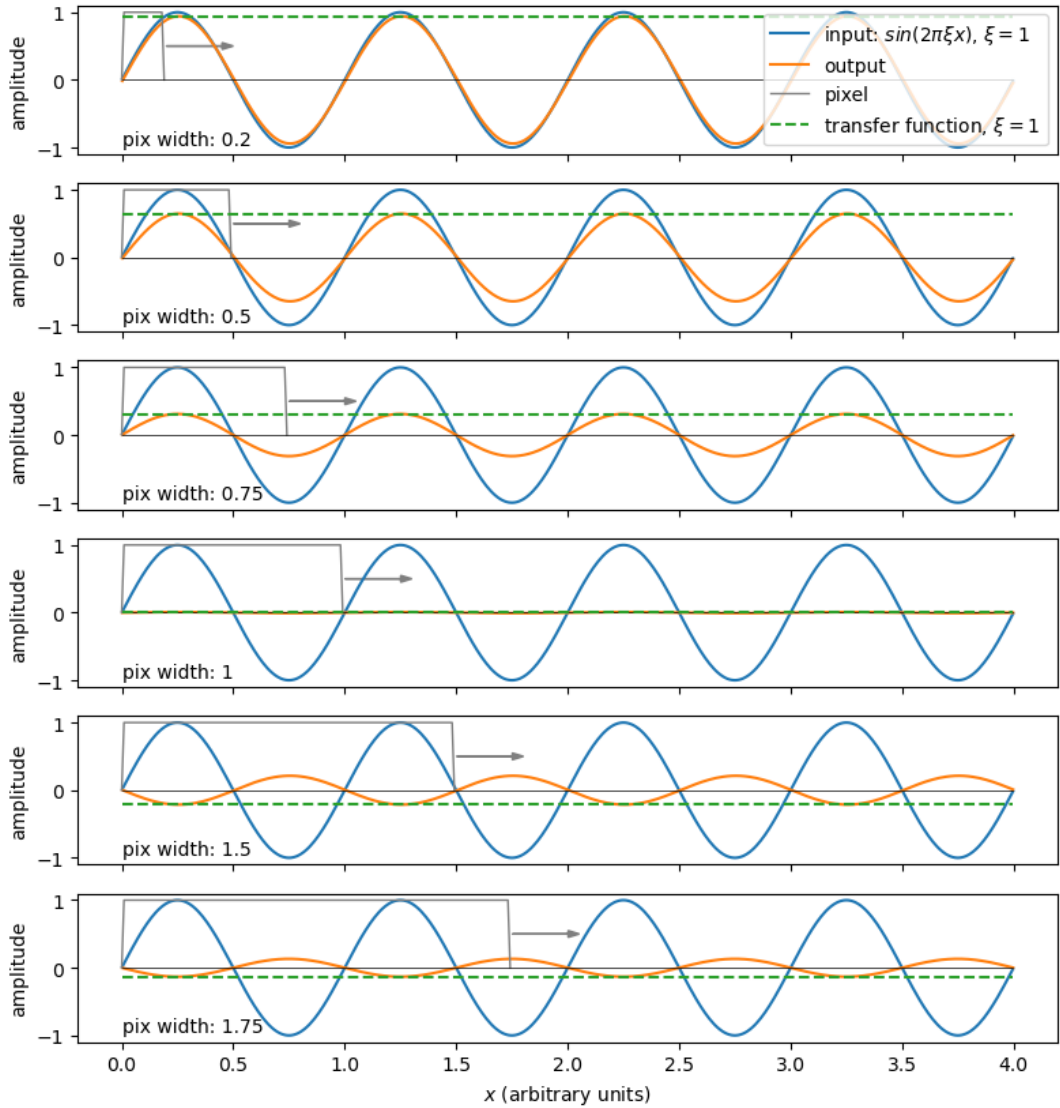 amplitude
1
0
−1
pix width: 0.2
input: sin(2πξx), ξ = 1
output
pixel
transfer function, ξ = 1
amplitude
1
0
−1
pix width: 0.5
amplitude
1
0
−1
pix width: 0.75
amplitude
1
0
−1
pix width: 1
amplitude
1
0
−1
pix width: 1.5
amplitude
1
0
−1
pix width: 1.75
0.0 0.5 1.0 1.5 2.0 2.5 3.0 3.5 4.0
x (arbitrary units)